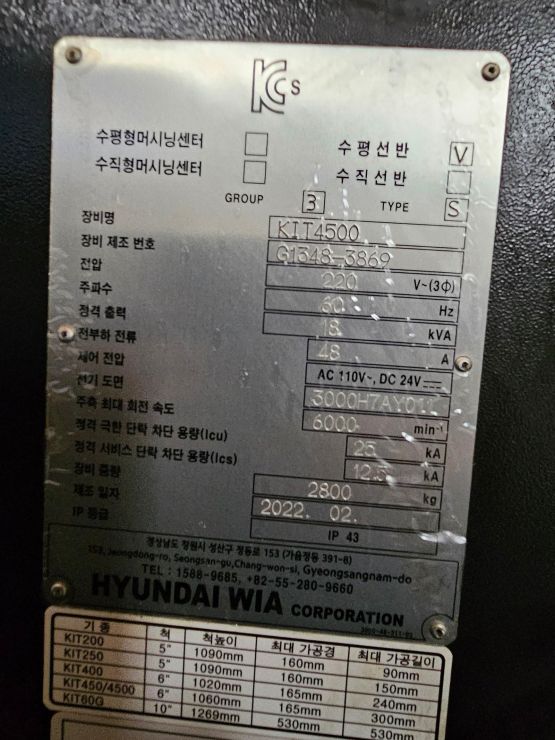 KCs
수평형머시닝센터 수평선반 V
수직형머시닝센터 수직선반
GROUP 3 TYPE S
장비명 KIT4500
장비 제조 번호 G1348-3869
전압 220 V~(3Φ)
주파수 60 Hz
정격 출력 18 kVA
전부하 전류 48 A
제어 전압 AC 110V~, DC 24V
전기 도면 3000H7AY01
주축 최대 회전 속도 6000 min-1
정격 극한 단락 차단 용량(Icu) 25 kA
정격 서비스 단락 차단 용량(Ics) 12.5 kA
장비 중량 2800 kg
제조 일자 2022. 02.
IP 등급 IP 43
경상남도 창원시 성산구 정동로 153 (가음정동 391-8)
153, Jeongdong-ro, Seongsan-gu, Chang-won-si, Gyeongsangnam-do
TEL : 1588-9685, +82-55-280-9660
HYUNDAI WIA CORPORATION
기 종 척 척높이 최대 가공경 최대 가공길이
KIT200 5" 1090mm 160mm 90mm
KIT250 5" 1090mm 160mm 150mm
KIT400 6" 1020mm 165mm 240mm
KIT450/4500 6" 1060mm 165mm 300mm
KIT60G 10" 1269mm 530mm 530mm